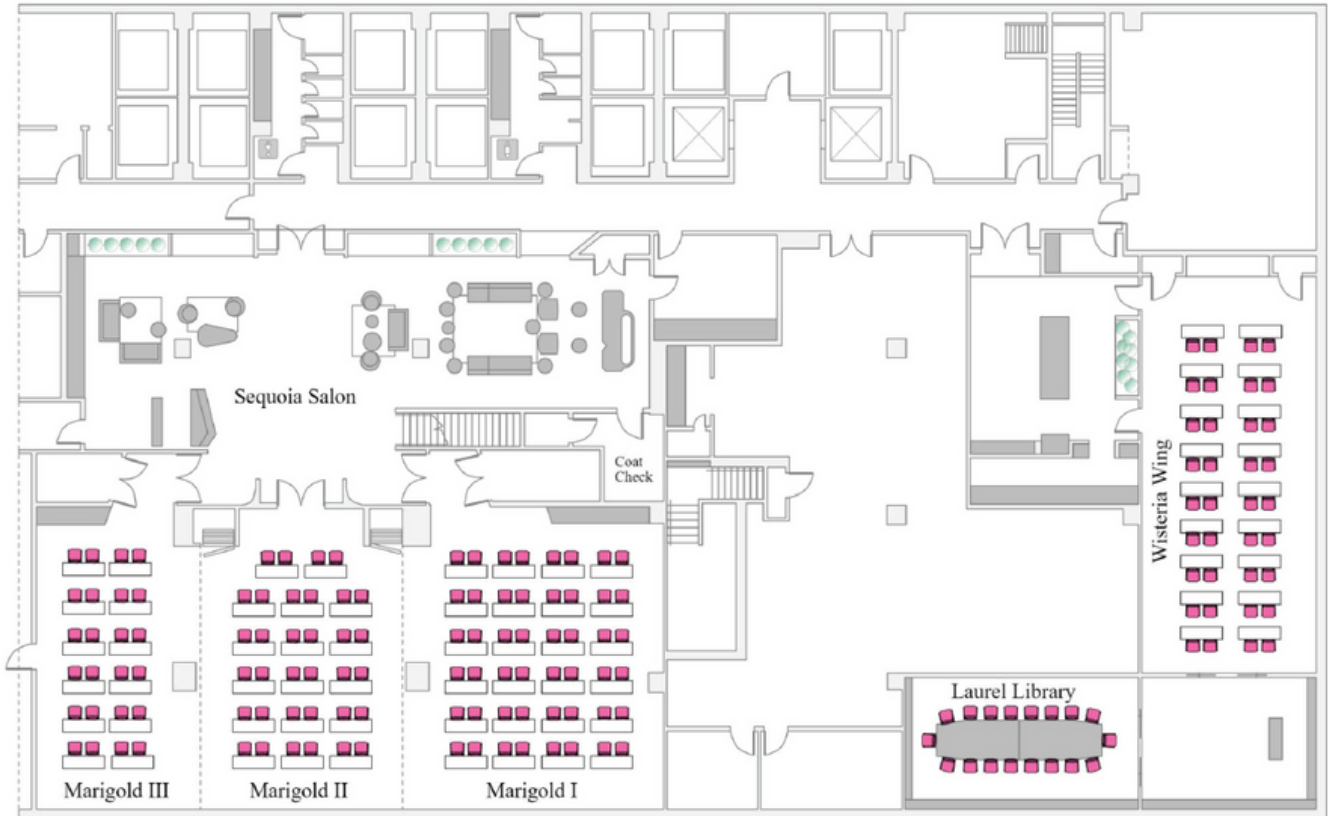 Sequoia Salon
Coat
Check
Wisteria Wing
Laurel Library
Marigold III
Marigold II
Marigold I